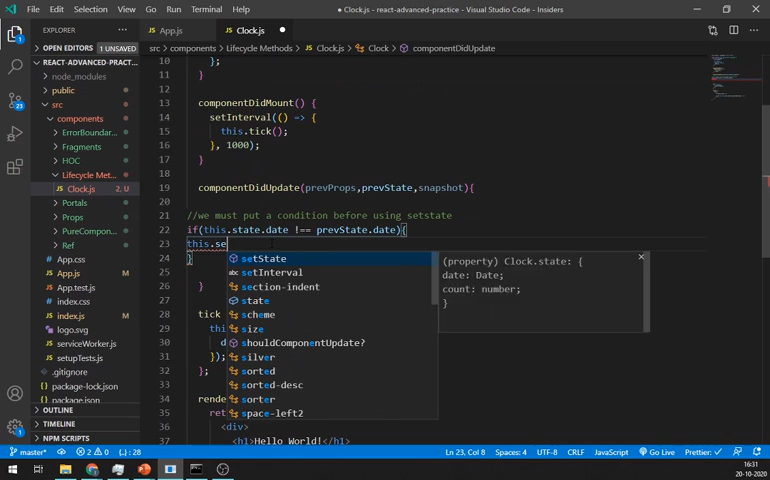 File Edit Selection View Go Run Terminal Help
● Clock.js - react-advanced-practice - Visual Studio Code - Insiders
EXPLORER
App.js
Clock.js
src > components > Lifecycle Methods > Clock.js > Clock > componentDidUpdate
OPEN EDITORS 1 UNSAVED
REACT-ADVANCED-PRACT...
node_modules
public
src
components
ErrorBoundar...
Fragments
HOC
Lifecycle Met...
Clock.js 2, U
Portals
Props
PureCompon...
Ref
App.css
App.js M
App.test.js
index.css
index.js M
logo.svg
serviceWorker.js
setupTests.js
.gitignore
package-lock.json
package.json
OUTLINE
TIMELINE
NPM SCRIPTS
23
10 };
11 }
12
13 componentDidMount() {
14 setInterval(() => {
15 this.tick();
16 }, 1000);
17 }
18
19 componentDidUpdate(prevProps,prevState,snapshot){
20
21 //we must put a condition before using setstate
22 if(this.state.date !== prevState.date){
23 this.se
24 }
25
26 }
27
28 tick
29 thi
30 d
31 });
32 };
33
34 rende
35 ret
36 <div>
37 <h1>Hello World!</h1>
setState
setInterval
section-indent
state
scheme
size
shouldComponentUpdate?
silver
sorted
sorted-desc
sorter
space-left2
(property) Clock.state: {
date: Date;
count: number;
}
master* 2 0 {..}: 28
Ln 23, Col 8 Spaces: 4 UTF-8 CRLF JavaScript Go Live Prettier: ✓
16:31
20-10-2020